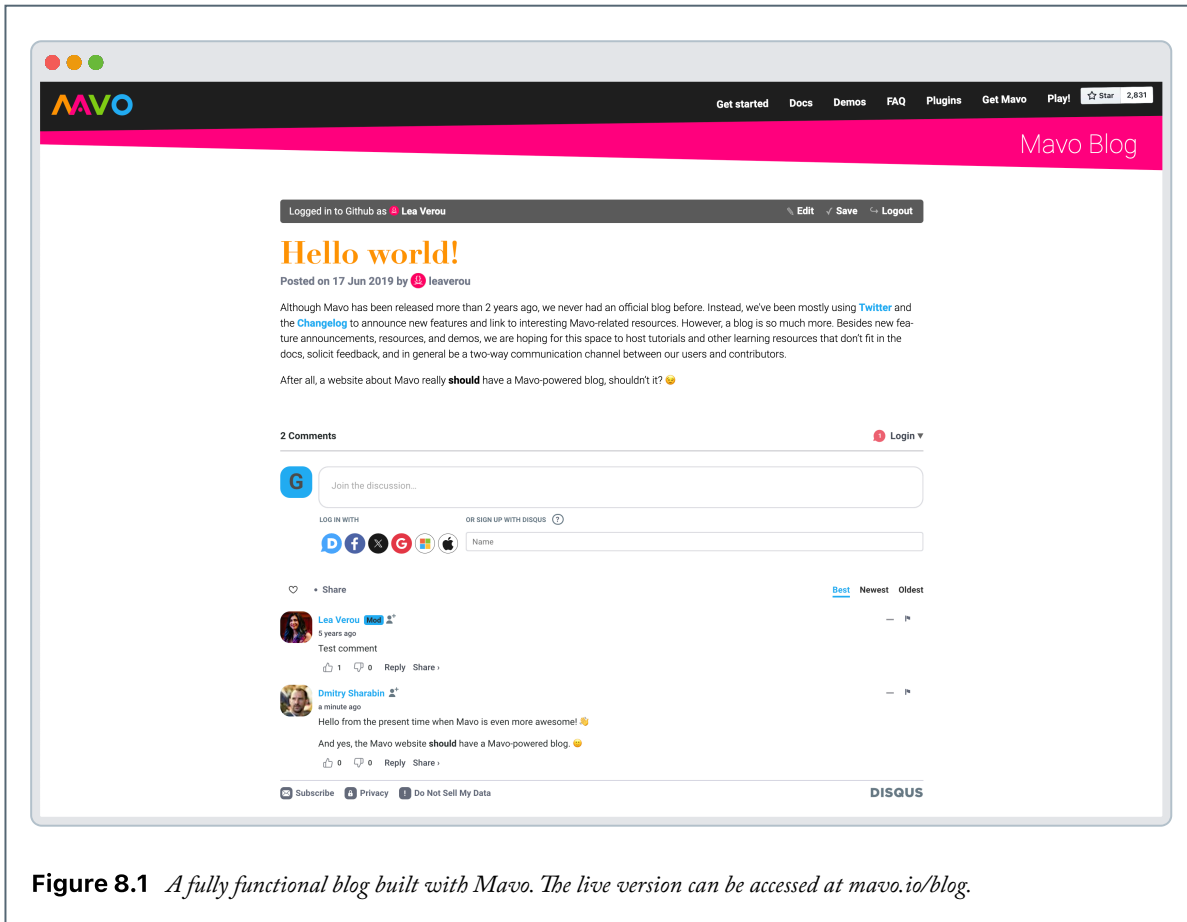 MAVO
Get started Docs Demos FAQ Plugins Get Mavo Play! Star 2,831
Mavo Blog
Logged in to Github as Lea Verou Edit Save Logout
Hello world!
Posted on 17 Jun 2019 by leaverou
Although Mavo has been released more than 2 years ago, we never had an official blog before. Instead, we've been mostly using Twitter and
the Changelog to announce new features and link to interesting Mavo-related resources. However, a blog is so much more. Besides new fea-
ture announcements, resources, and demos, we are hoping for this space to host tutorials and other learning resources that don't fit in the
docs, solicit feedback, and in general be a two-way communication channel between our users and contributors.
After all, a website about Mavo really should have a Mavo-powered blog, shouldn't it? 😉
2 Comments 1 Login ▾
G Join the discussion...
LOG IN WITH OR SIGN UP WITH DISQUS ?
D f X G Name
• Share Best Newest Oldest
Lea Verou Mod
5 years ago
Test comment
1 0 Reply Share ›
Dmitry Sharabin
a minute ago
Hello from the present time when Mavo is even more awesome! 👋
And yes, the Mavo website should have a Mavo-powered blog. 😀
0 0 Reply Share ›
Subscribe Privacy Do Not Sell My Data DISQUS
Figure 8.1 A fully functional blog built with Mavo. The live version can be accessed at mavo.io/blog.